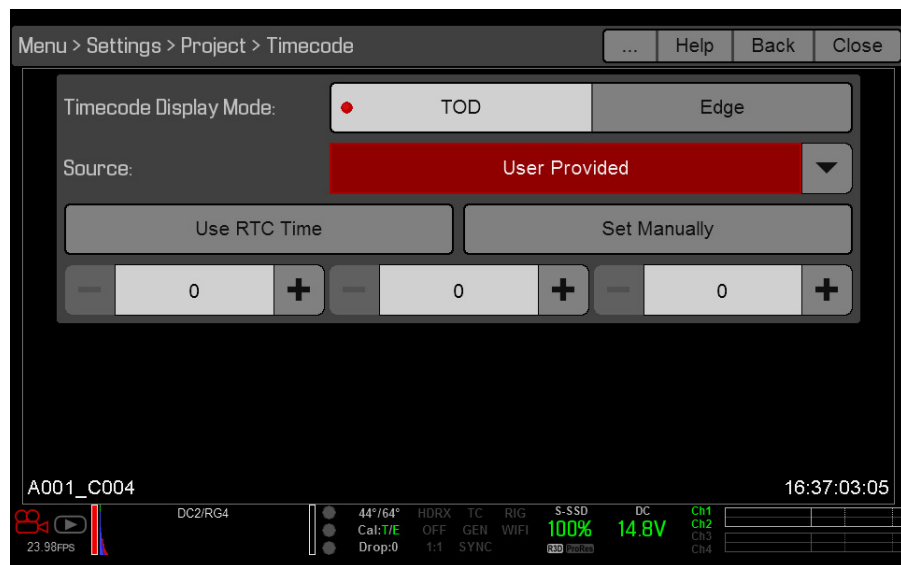 Menu > Settings > Project > Timecode ... Help Back Close
Timecode Display Mode: TOD Edge
Source: User Provided
Use RTC Time Set Manually
0 0 0
A001_C004 16:37:03:05
DC2/RG4 44°/64° HDRX TC RIG S-SSD DC Ch1
Cal:T/E OFF GEN WIFI 100% 14.8V Ch2
23.98FPS Drop:0 1:1 SYNC R3D ProRes Ch3
Ch4